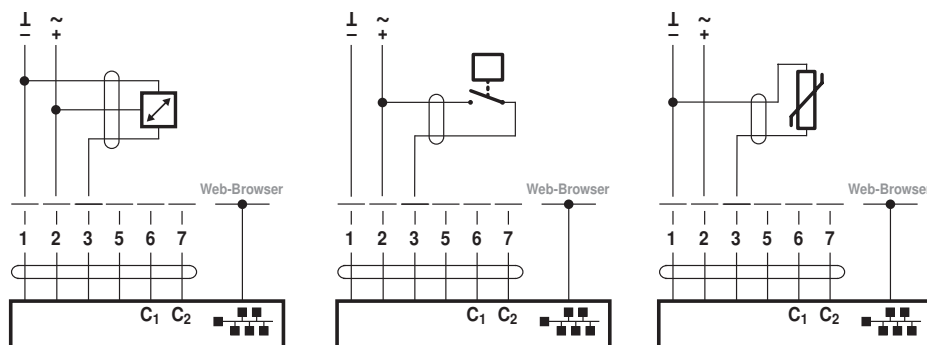 ⊥ ~ ⊥ ~ ⊥ ~
− + − + − +
Web-Browser Web-Browser Web-Browser
1 2 3 5 6 7 1 2 3 5 6 7 1 2 3 5 6 7
C₁ C₂ C₁ C₂ C₁ C₂